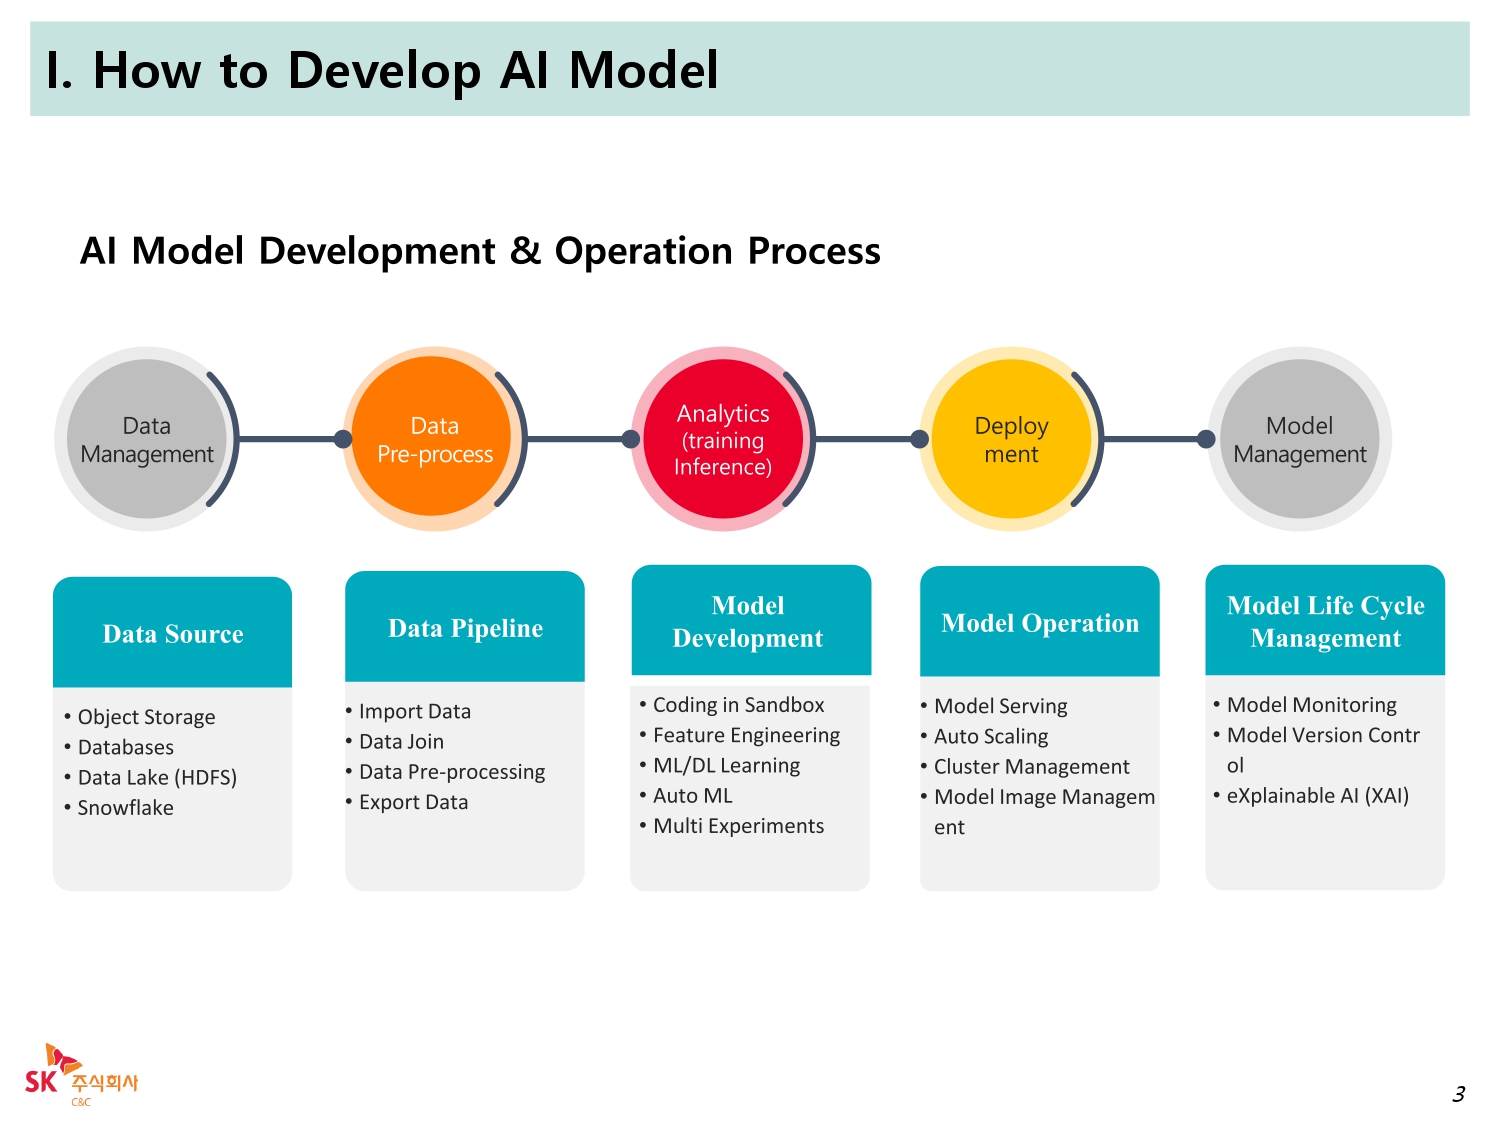 I. How to Develop AI Model
AI Model Development & Operation Process
Data
Management
Data
Pre-process
Analytics
(training
Inference)
Deploy
ment
Model
Management
Data Source
• Object Storage
• Databases
• Data Lake (HDFS)
• Snowflake
Data Pipeline
• Import Data
• Data Join
• Data Pre-processing
• Export Data
Model
Development
• Coding in Sandbox
• Feature Engineering
• ML/DL Learning
• Auto ML
• Multi Experiments
Model Operation
• Model Serving
• Auto Scaling
• Cluster Management
• Model Image Managem
ent
Model Life Cycle
Management
• Model Monitoring
• Model Version Contr
ol
• eXplainable AI (XAI)
SK 주식회사
C&C
3